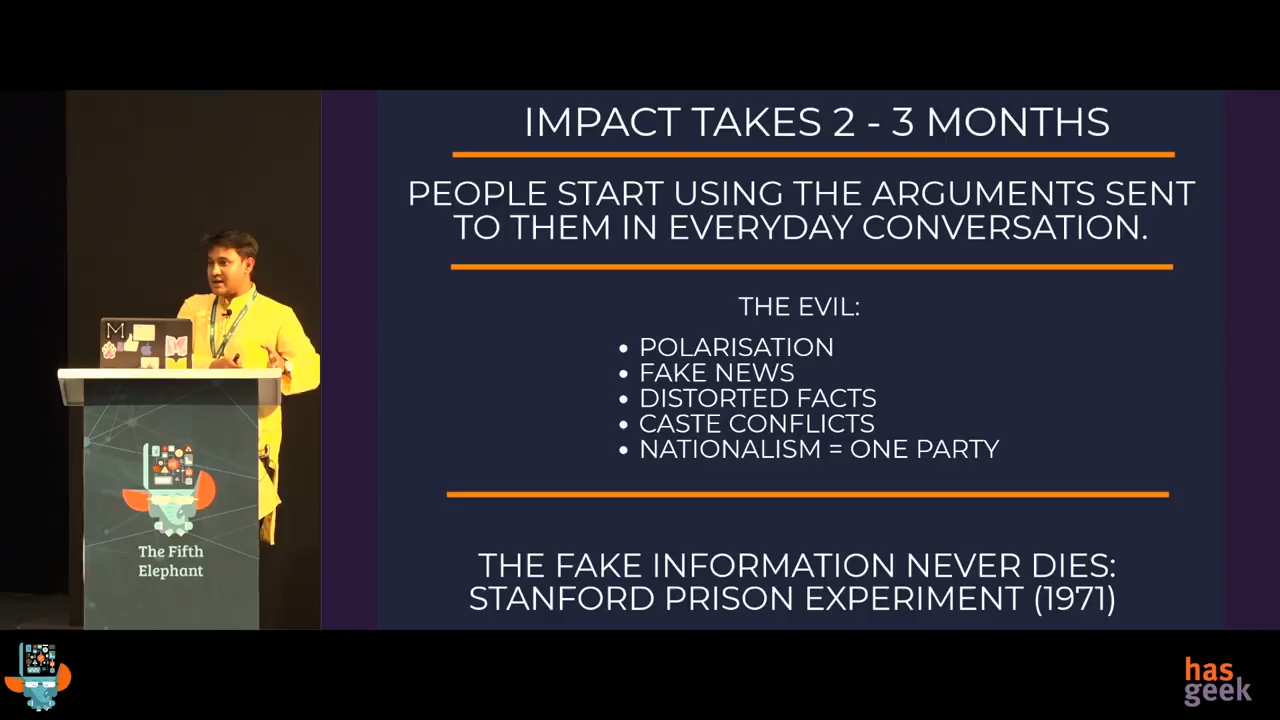 IMPACT TAKES 2 - 3 MONTHS
PEOPLE START USING THE ARGUMENTS SENT
TO THEM IN EVERYDAY CONVERSATION.
THE EVIL:
• POLARISATION
• FAKE NEWS
• DISTORTED FACTS
• CASTE CONFLICTS
• NATIONALISM = ONE PARTY
THE FAKE INFORMATION NEVER DIES:
STANFORD PRISON EXPERIMENT (1971)
M
The Fifth
Elephant
has
geek